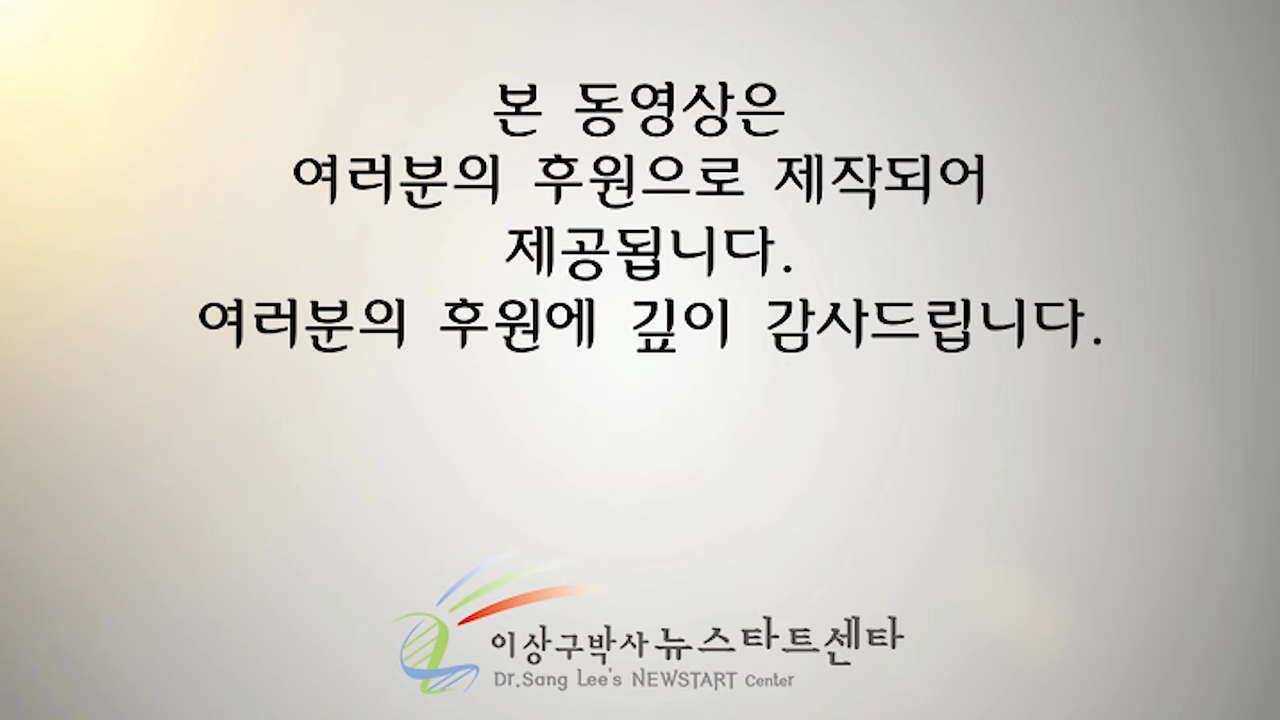 본 동영상은
여러분의 후원으로 제작되어
제공됩니다.
여러분의 후원에 깊이 감사드립니다.
이상구박사 뉴스타트센타
Dr.Sang Lee's NEWSTART Center